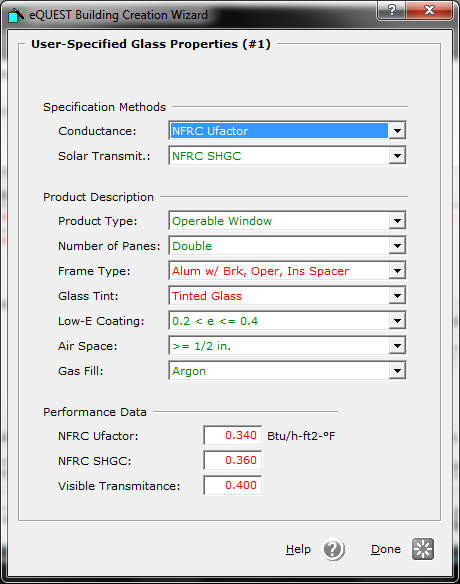 eQUEST Building Creation Wizard
?
X
User-Specified Glass Properties (#1)
Specification Methods
Conductance: NFRC Ufactor
Solar Transmit.: NFRC SHGC
Product Description
Product Type: Operable Window
Number of Panes: Double
Frame Type: Alum w/ Brk, Oper, Ins Spacer
Glass Tint: Tinted Glass
Low-E Coating: 0.2 < e <= 0.4
Air Space: >= 1/2 in.
Gas Fill: Argon
Performance Data
NFRC Ufactor: 0.340 Btu/h-ft2-°F
NFRC SHGC: 0.360
Visible Transmitance: 0.400
Help ? Done